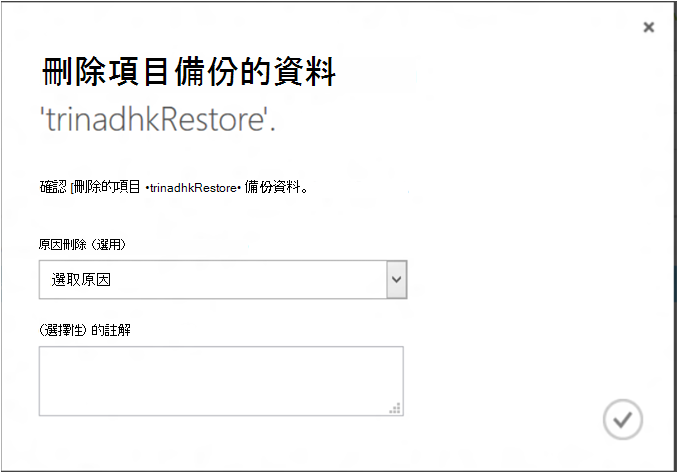 刪除項目備份的資料
'trinadhkRestore'.
確認 [刪除的項目 •trinadhkRestore• 備份資料。
原因刪除 (選用)
選取原因
(選擇性) 的註解